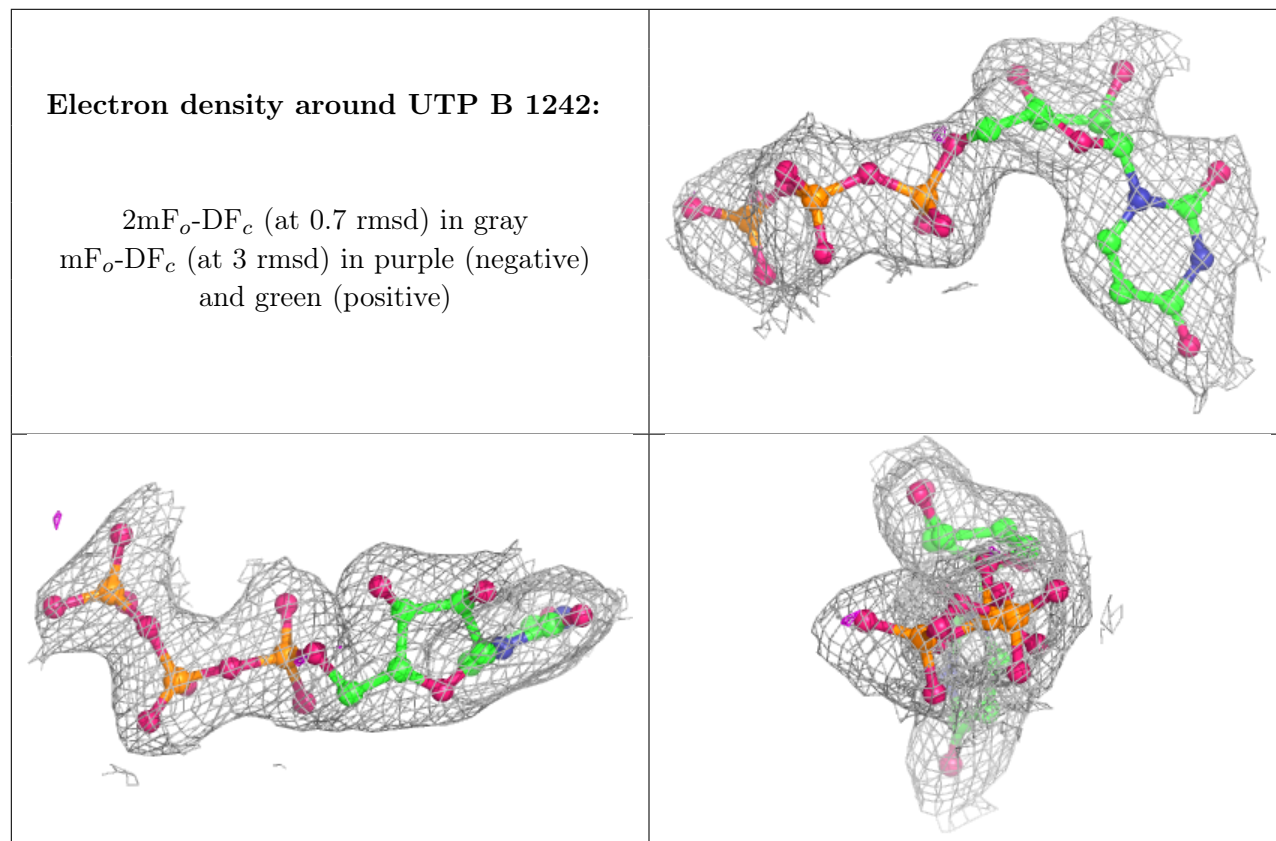 Electron density around UTP B 1242:
2mFo-DFc (at 0.7 rmsd) in gray
mFo-DFc (at 3 rmsd) in purple (negative)
and green (positive)